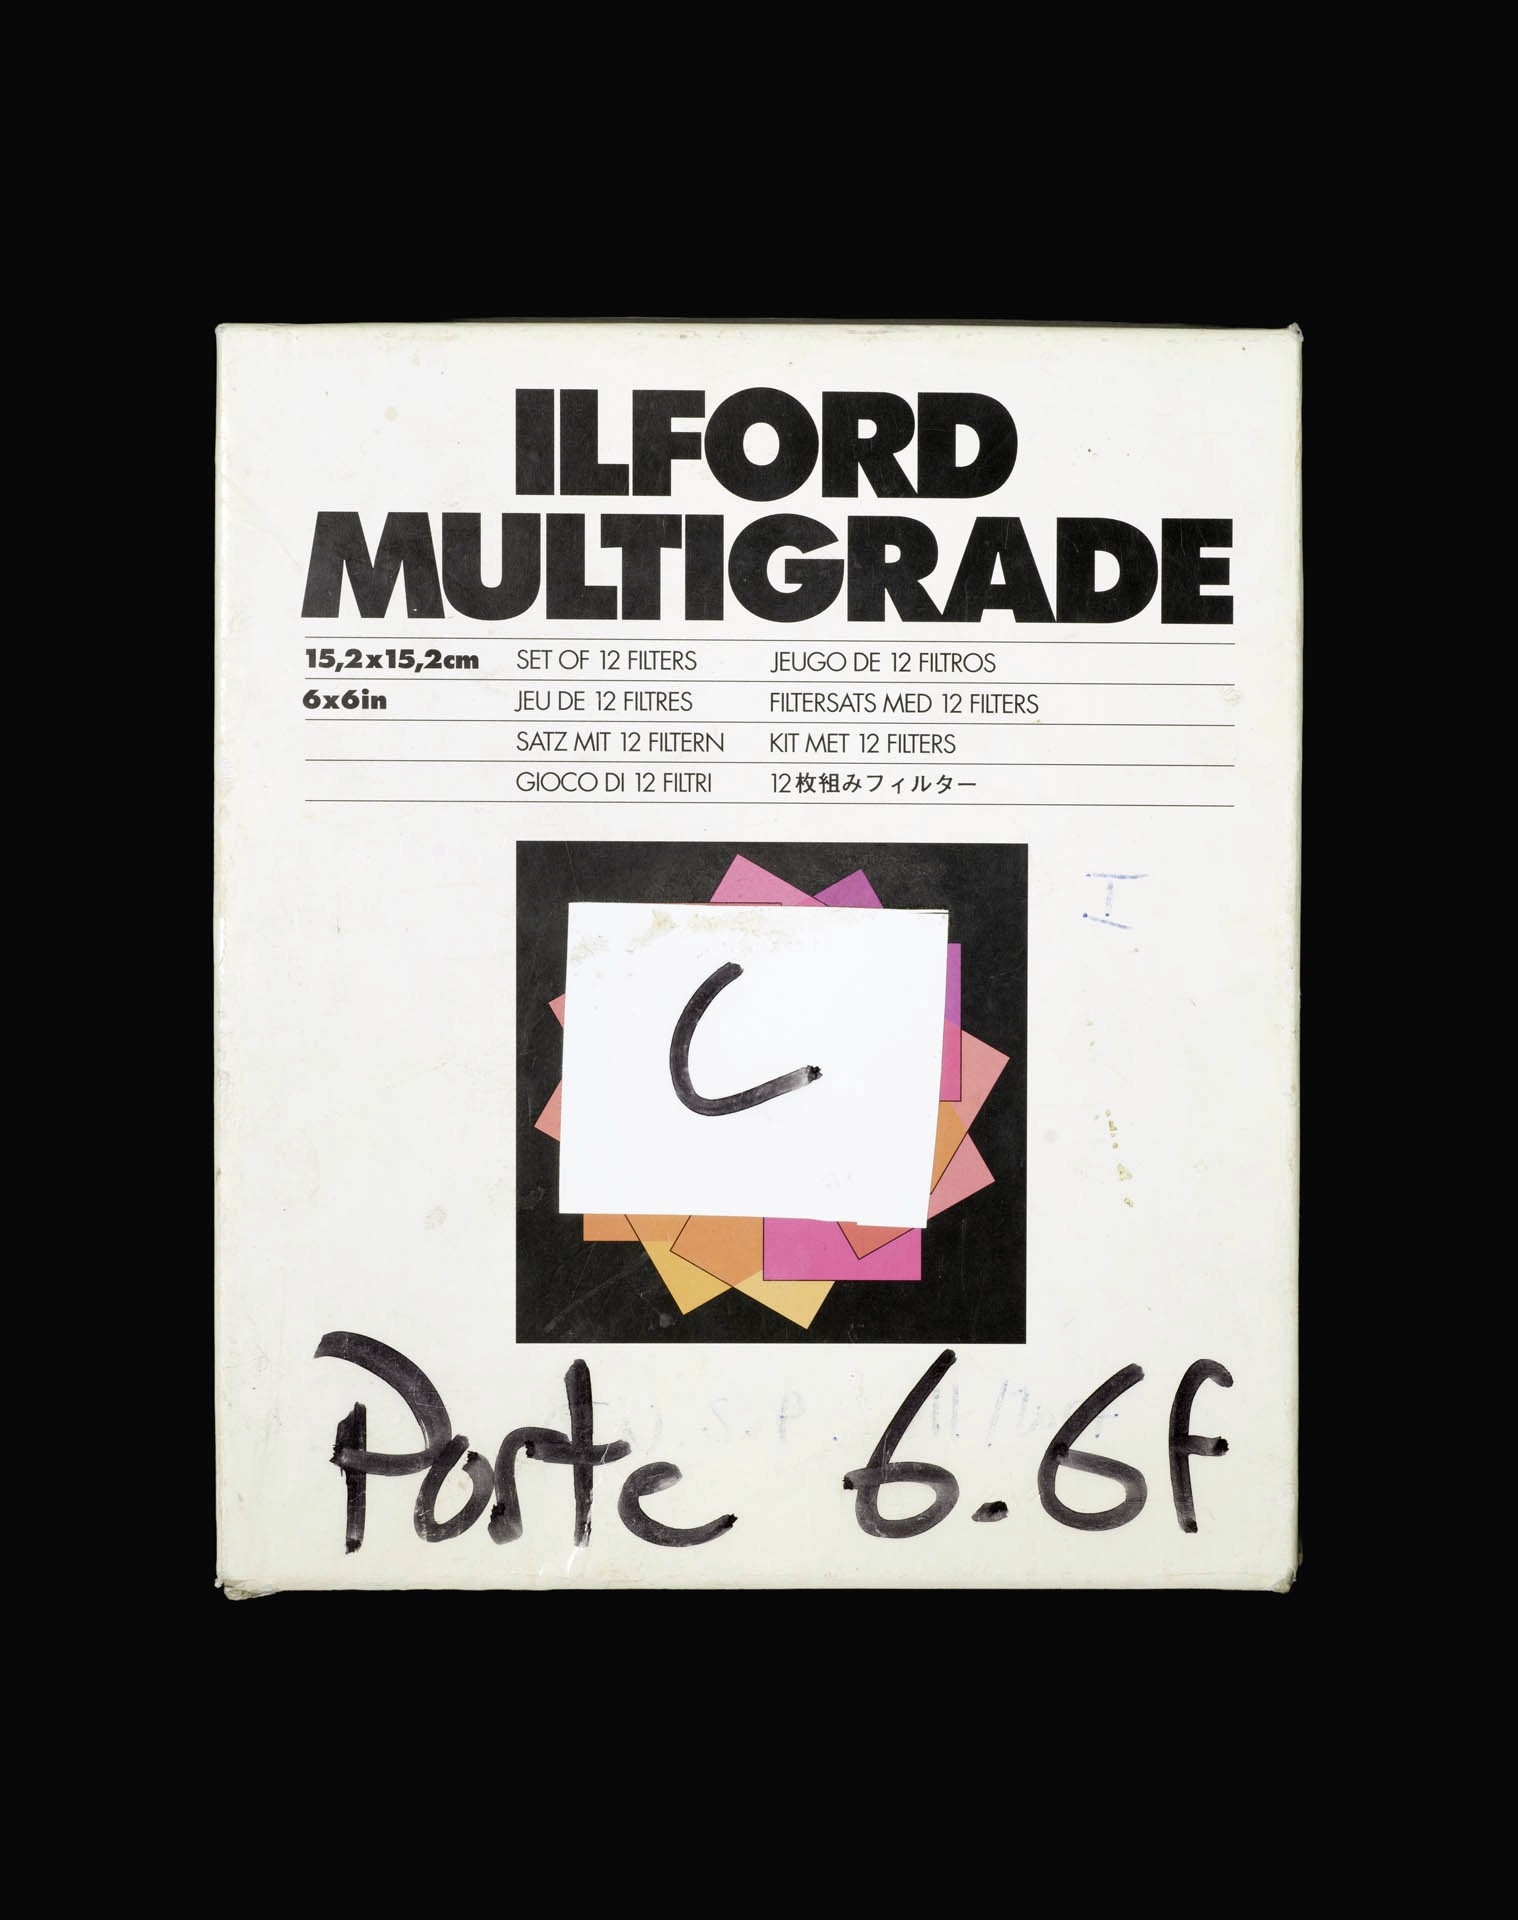 ILFORD
MULTIGRADE
15,2x15,2cm SET OF 12 FILTERS JEUGO DE 12 FILTROS
6x6in JEU DE 12 FILTRES FILTERSATS MED 12 FILTERS
SATZ MIT 12 FILTERN KIT MET 12 FILTERS
GIOCO DI 12 FILTRI 12枚組みフィルター
H
C
Porte 6.6f